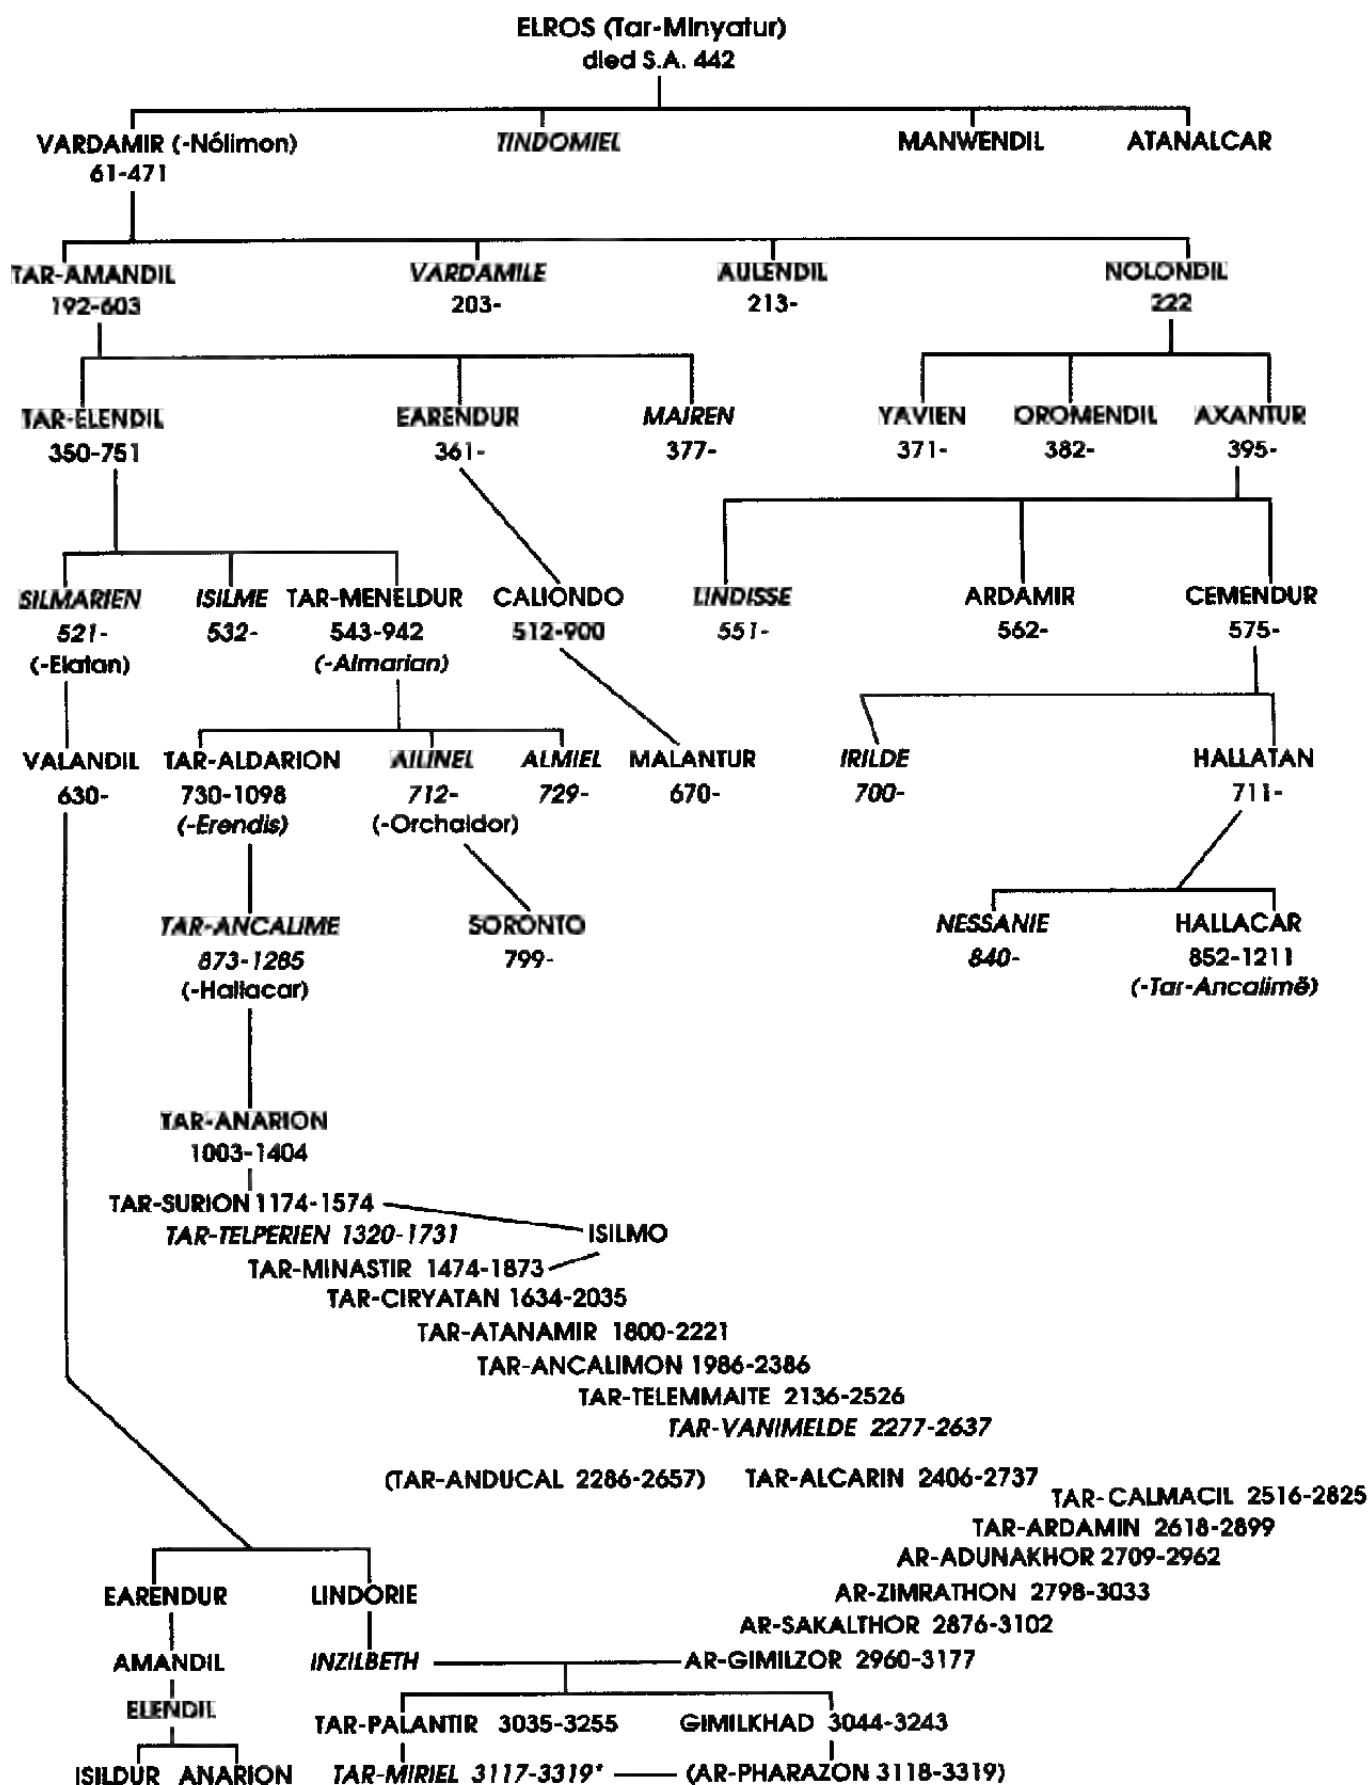 ELROS (Tar-Minyatur)
died S.A. 442
VARDAMIR (-Nólimon) TINDOMIEL MANWENDIL ATANALCAR
61-471
TAR-AMANDIL VARDAMILE AULENDIL NOLONDIL
192-603 203- 213- 222
TAR-ELENDIL EARENDUR MAIREN YAVIEN OROMENDIL AXANTUR
350-751 361- 377- 371- 382- 395-
SILMARIEN ISILME TAR-MENELDUR CALIONDO LINDISSE ARDAMIR CEMENDUR
521- 532- 543-942 512-900 551- 562- 575-
(-Elatan) (-Almarian)
VALANDIL TAR-ALDARION AILINEL ALMIEL MALANTUR IRILDE HALLATAN
630- 730-1098 712- 729- 670- 700- 711-
(-Erendis) (-Orchaldor)
TAR-ANCALIME SORONTO NESSANIE HALLACAR
873-1285 799- 840- 852-1211
(-Hallacar) (-Tar-Ancalimë)
TAR-ANARION
1003-1404
TAR-SURION 1174-1574
TAR-TELPERIEN 1320-1731 ISILMO
TAR-MINASTIR 1474-1873
TAR-CIRYATAN 1634-2035
TAR-ATANAMIR 1800-2221
TAR-ANCALIMON 1986-2386
TAR-TELEMMAITE 2136-2526
TAR-VANIMELDE 2277-2637
(TAR-ANDUCAL 2286-2657) TAR-ALCARIN 2406-2737
TAR-CALMACIL 2516-2825
TAR-ARDAMIN 2618-2899
AR-ADUNAKHOR 2709-2962
EARENDUR LINDORIE AR-ZIMRATHON 2798-3033
AR-SAKALTHOR 2876-3102
AMANDIL INZILBETH AR-GIMILZOR 2960-3177
ELENDIL
TAR-PALANTIR 3035-3255 GIMILKHAD 3044-3243
ISILDUR ANARION TAR-MIRIEL 3117-3319* (AR-PHARAZON 3118-3319)